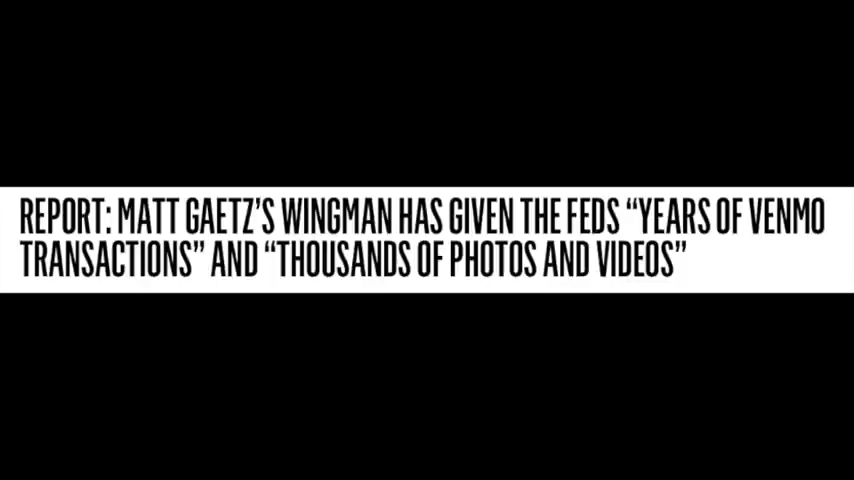 REPORT: MATT GAETZ’S WINGMAN HAS GIVEN THE FEDS “YEARS OF VENMO
TRANSACTIONS” AND “THOUSANDS OF PHOTOS AND VIDEOS”